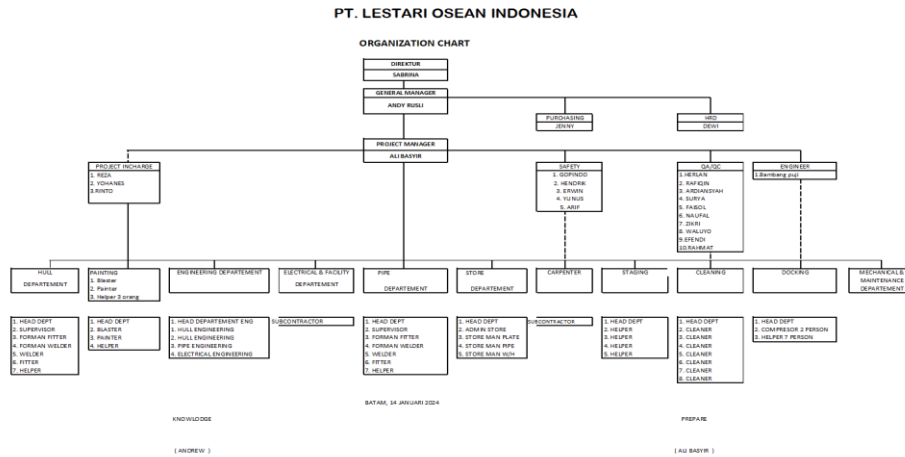 PT. LESTARI OSEAN INDONESIA
ORGANIZATION CHART
DIREKTUR
SABRINA
GENERAL MANAGER
ANDY RUSLI
PURCHASING
JENNY
HRD
DEWI
PROJECT MANAGER
ALI BASYIR
PROJECT INCHARGE
1. REZA
2. YOHANES
3.RINTO
SAFETY
1. GOPINDO
2. HENDRIK
3. ERWIN
4. YUNUS
5. ARIF
QA/QC
1.HERLAN
2. RAFIQIN
3. ARDIANSYAH
4. SURYA
5. FAISOL
6. NAUFAL
7. ZIKRI
8. WALUYO
9.EFENDI
10.RAHMAT
ENGINEER
1.Bambang puji
HULL
DEPARTEMENT
PAINTING
1. Blaster
2. Painter
3. Helper 3 orang
ENGINEERING DEPARTEMENT
ELECTRICAL & FACILITY
DEPARTEMENT
PIPE
DEPARTEMENT
STORE
DEPARTEMENT
CARPENTER
STAGING
CLEANING
DOCKING
MECHANICAL &
MAINTENANCE
DEPARTEMENT
1. HEAD DEPT
2. SUPERVISOR
3. FORMAN FITTER
4. FORMAN WELDER
5. WELDER
6. FITTER
7. HELPER
1. HEAD DEPT
2. BLASTER
3. PAINTER
4. HELPER
1. HEAD DEPARTEMENT ENG
1. HULL ENGINEERING
2. HULL ENGINEERING
3. PIPE ENGINEERING
4. ELECTRICAL ENGINEERING
SUBCONTRACTOR
1. HEAD DEPT
2. SUPERVISOR
3. FORMAN FITTER
4. FORMAN WELDER
5. WELDER
6. FITTER
7. HELPER
1. HEAD DEPT
2. ADMIN STORE
3. STORE MAN PLATE
4. STORE MAN PIPE
5. STORE MAN W/H
SUBCONTRACTOR
1. HEAD DEPT
2. HELPER
3. HELPER
4. HELPER
5. HELPER
1. HEAD DEPT
2. CLEANER
3. CLEANER
4. CLEANER
5. CLEANER
6. CLEANER
7. CLEANER
8. CLEANER
1. HEAD DEPT
2. COMPRESOR 2 PERSON
3. HELPER 7 PERSON
BATAM, 14 JANUARI 2024
KNOWLODGE
PREPARE
( ANDREW )
( ALI BASYIR )